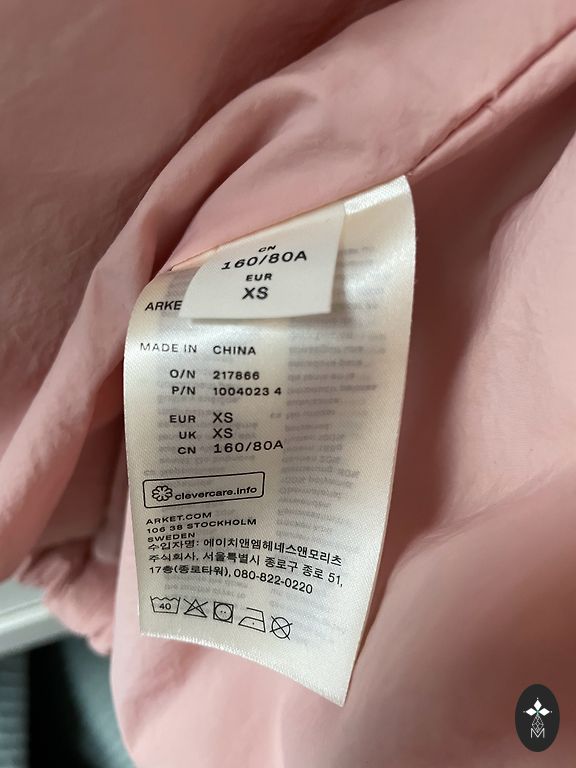 CN
160/80A
EUR
XS
ARKE
MADE IN CHINA
O/N 217866
P/N 1004023 4
EUR XS
UK XS
CN 160/80A
clevercare.info
ARKET.COM
106 38 STOCKHOLM
SWEDEN
수입자명: 에이치앤엠헤네스앤모리츠
주식회사, 서울특별시 종로구 종로 51,
17층(종로타워), 080-822-0220
40
M